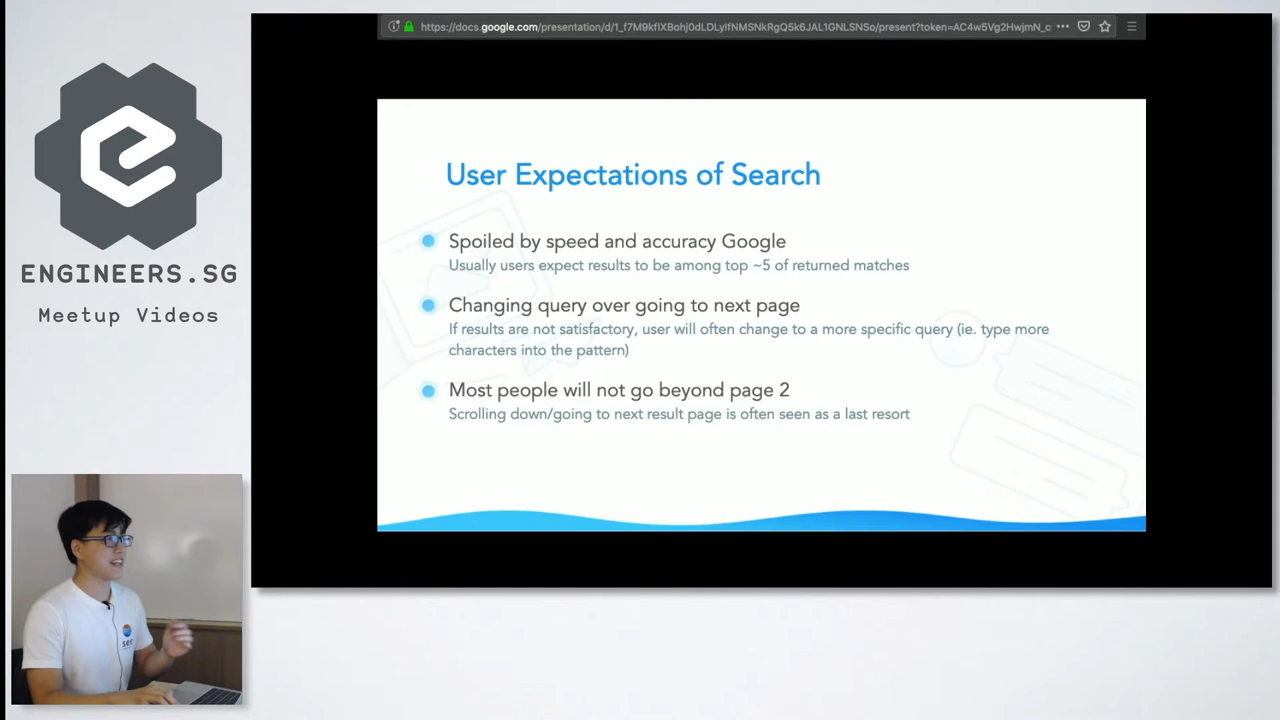 https://docs.google.com/presentation/d/1_f7M9kflXBohj0dLDLylfNMSNkRgQ5k6JAL1GNLSNSo/present?token=AC4w5Vg2HwjmN_c
ENGINEERS.SG
Meetup Videos
User Expectations of Search
Spoiled by speed and accuracy Google
Usually users expect results to be among top ~5 of returned matches
Changing query over going to next page
If results are not satisfactory, user will often change to a more specific query (ie. type more
characters into the pattern)
Most people will not go beyond page 2
Scrolling down/going to next result page is often seen as a last resort